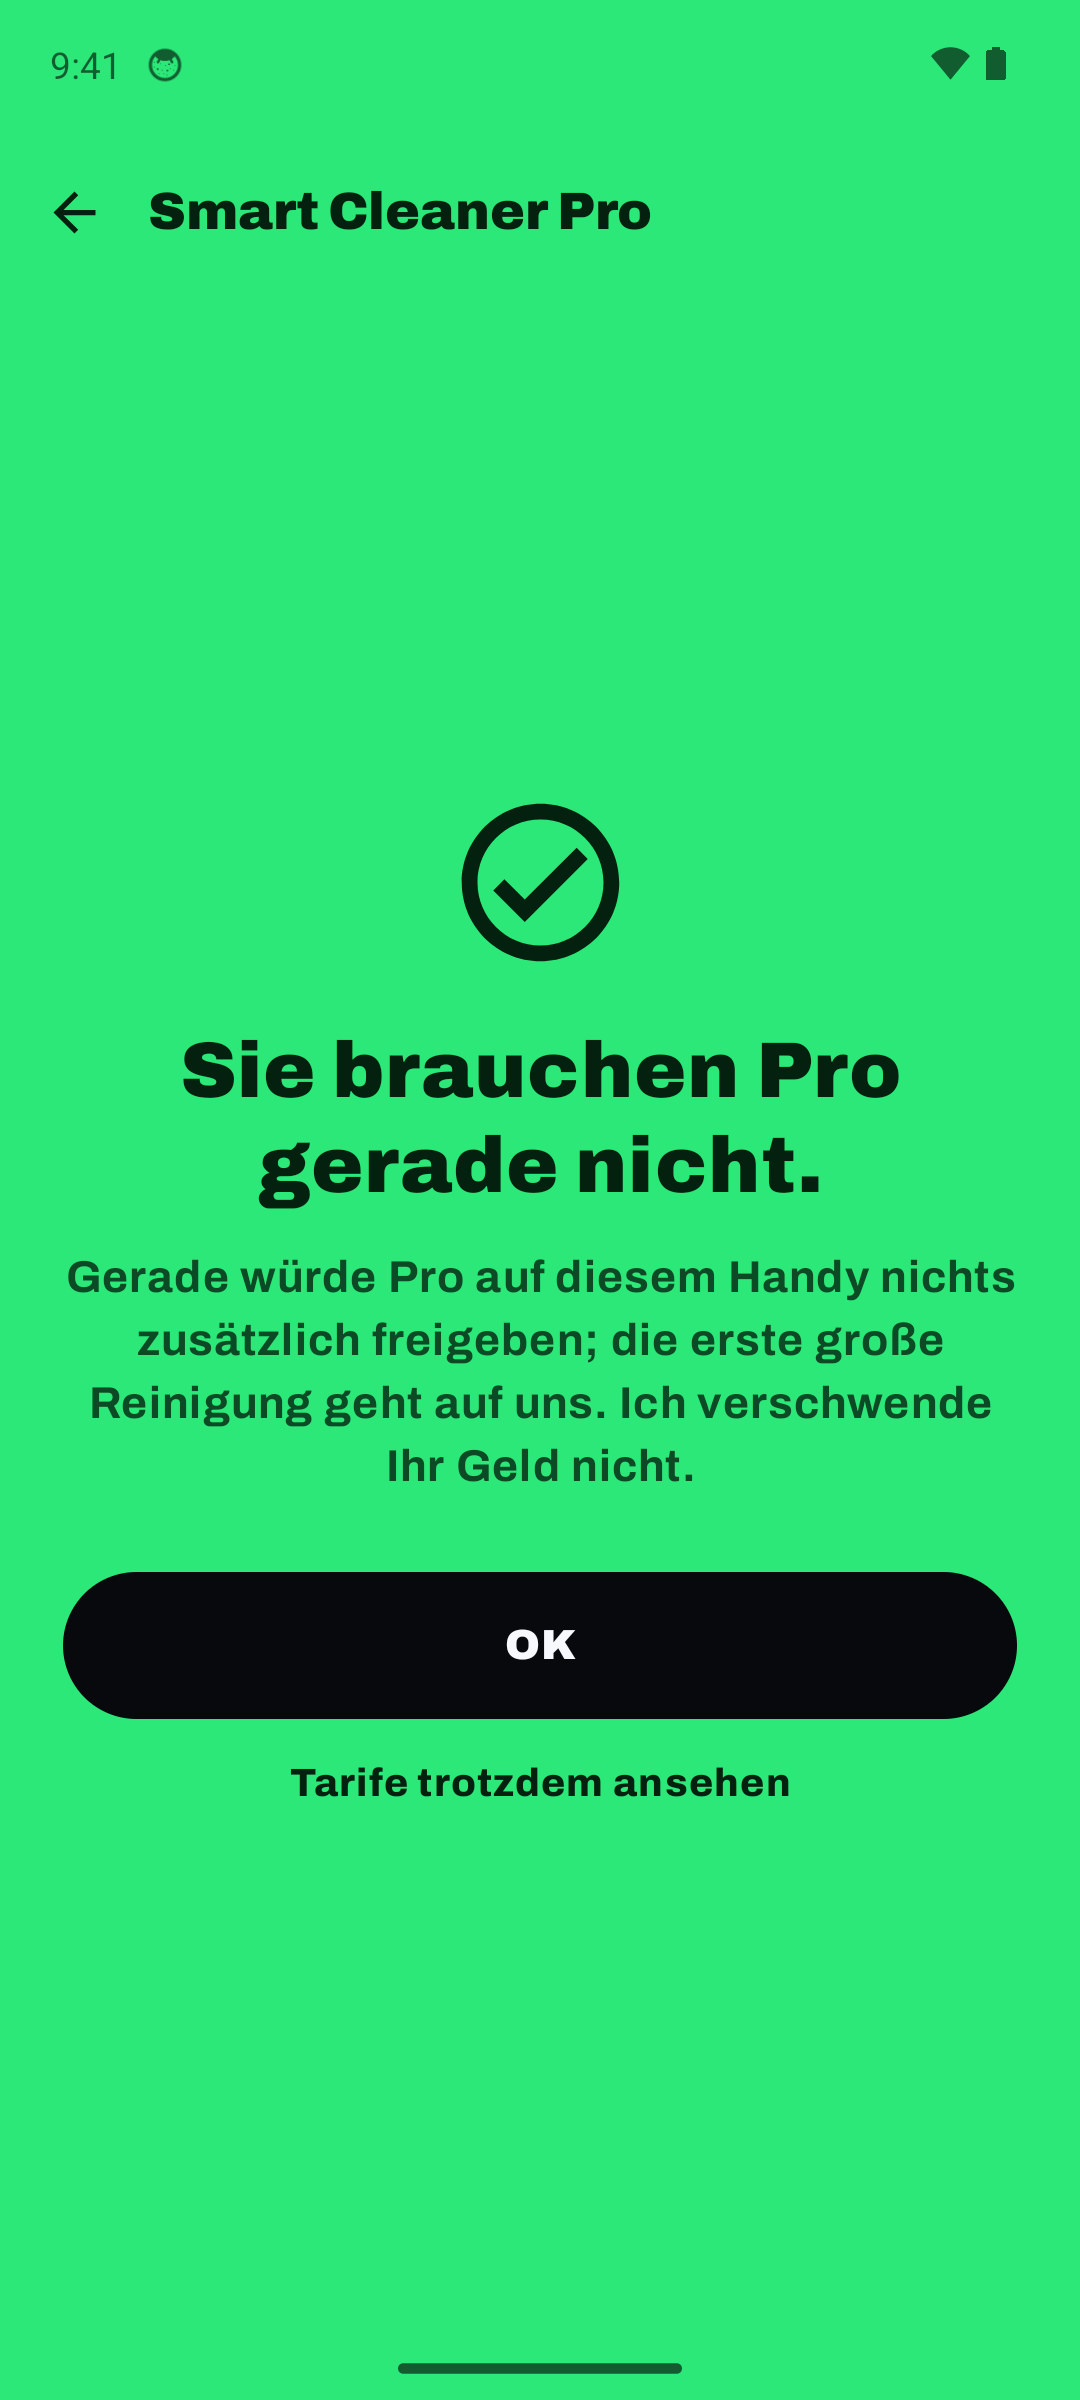 9:41
Smart Cleaner Pro
Sie brauchen Pro
gerade nicht.
Gerade würde Pro auf diesem Handy nichts
zusätzlich freigeben; die erste große
Reinigung geht auf uns. Ich verschwende
Ihr Geld nicht.
OK
Tarife trotzdem ansehen